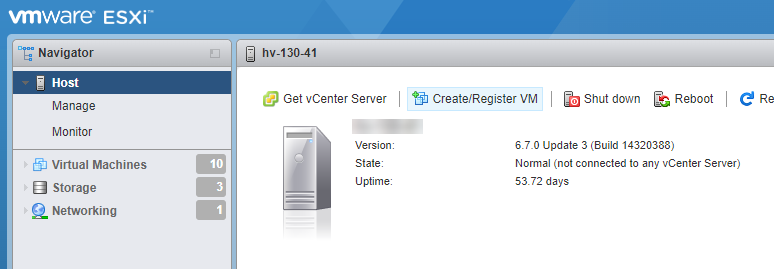 vmware ESXi™
Navigator
hv-130-41
Host
Manage
Monitor
Virtual Machines 10
Storage 3
Networking 1
Get vCenter Server
Create/Register VM
Shut down
Reboot
Re
Version: 6.7.0 Update 3 (Build 14320388)
State: Normal (not connected to any vCenter Server)
Uptime: 53.72 days